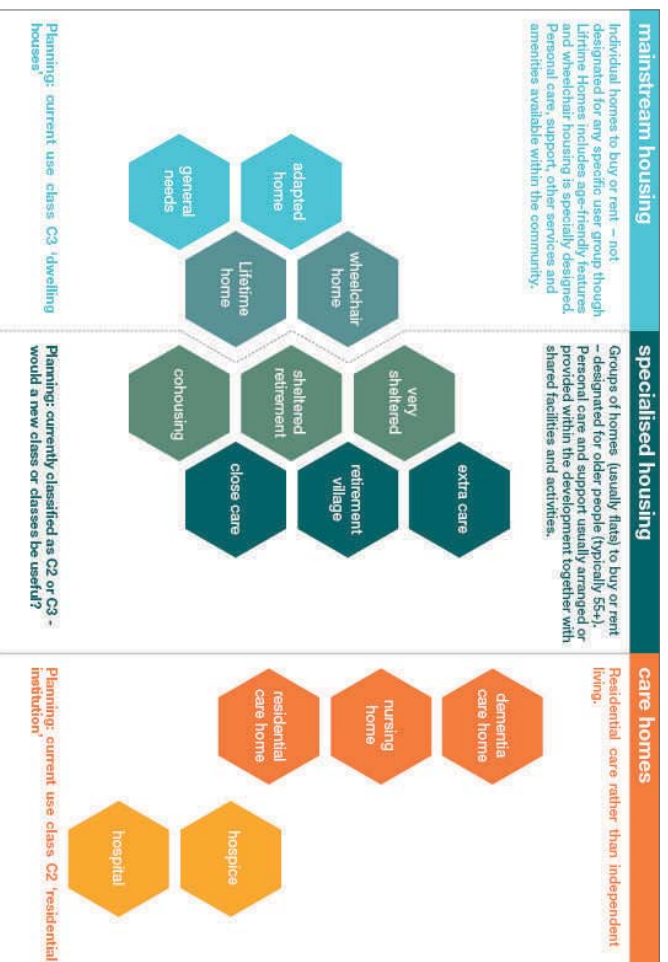 mainstream housing
Individual homes to buy or rent – not
designated for any specific user group though
Lifrtime Homes includes age-friendly features
and wheelchair housing is specially designed.
Personal care, support, other services and
amenities available within the community.
wheelchair
home
adapted
home
Lifetime
home
general
needs
Planning: current use class C3 'dwelling
houses'
specialised housing
Groups of homes (usually flats) to buy or rent
– designated for older people (typically 55+).
Personal care and support usually arranged or
provided within the development together with
shared facilities and activities.
extra care
very
sheltered
retirement
village
sheltered
retirement
close care
cohousing
Planning: currently classified as C2 or C3 -
would a new class or classes be useful?
care homes
Residential care rather than independent
living.
dementia
care home
nursing
home
residential
care home
hospice
hospital
Planning: current use class C2 'residential
institution'